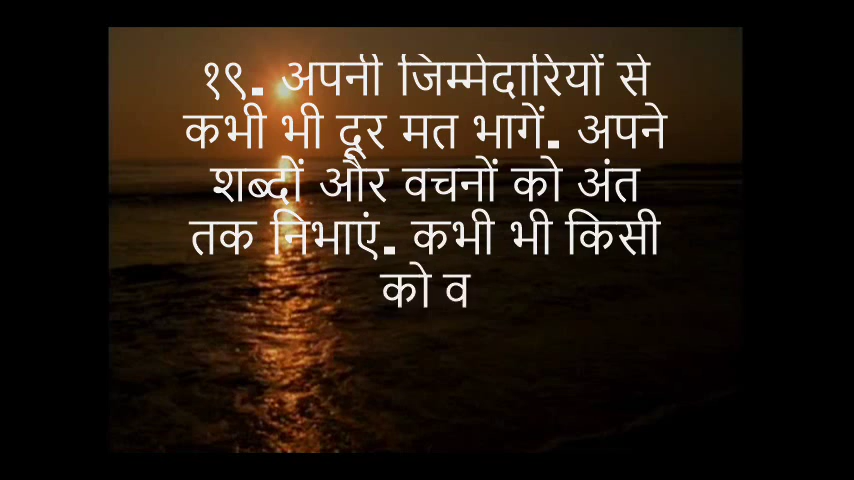 १९. अपनी जिम्मेदारियों से
कभी भी दूर मत भागें. अपने
शब्दों और वचनों को अंत
तक निभाएं. कभी भी किसी
को व